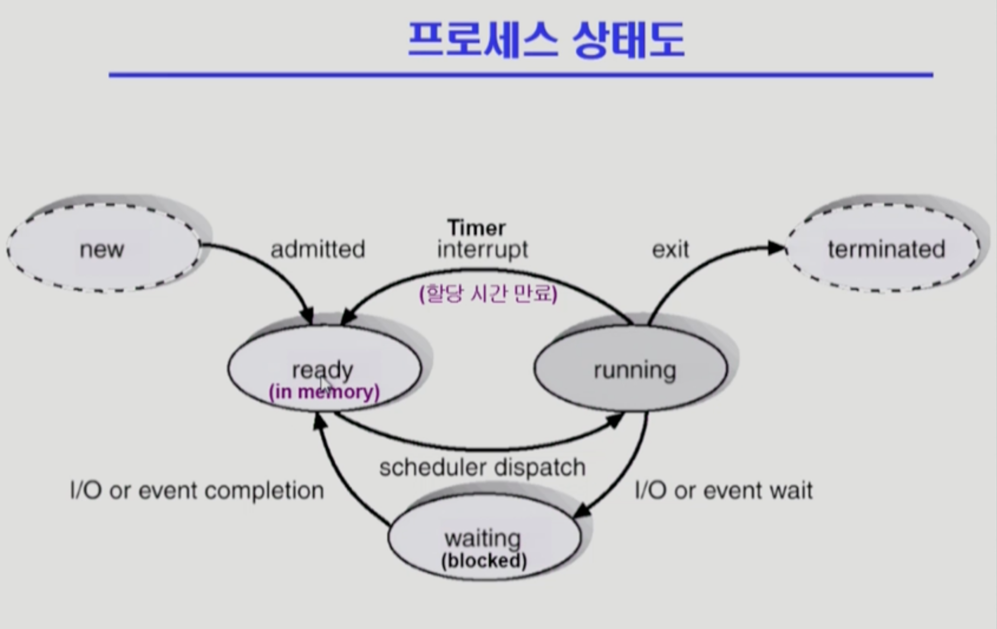 프로세스 상태도
new
admitted
Timer
interrupt
(할당 시간 만료)
exit
terminated
ready
(in memory)
running
scheduler dispatch
I/O or event completion
I/O or event wait
waiting
(blocked)